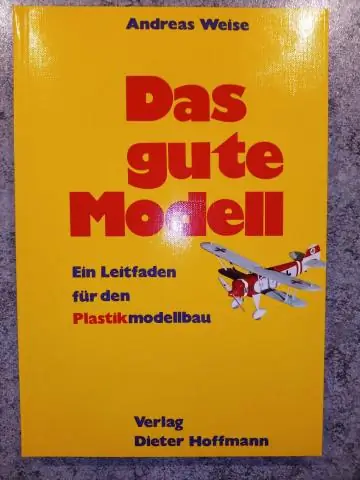 Andreas Weise
Das
gute
Modell
Ein Leitfaden
für den
Plastikmodellbau
Verlag
Dieter Hoffmann